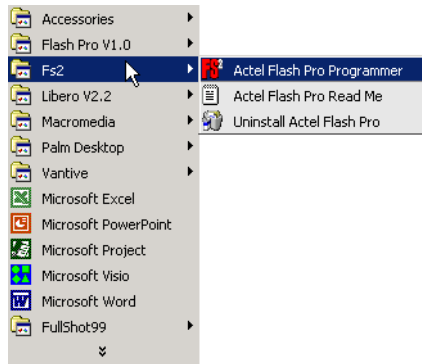 Accessories
Flash Pro V1.0
Fs2
Libero V2.2
Macromedia
Palm Desktop
Vantive
Microsoft Excel
Microsoft PowerPoint
Microsoft Project
Microsoft Visio
Microsoft Word
FullShot99
FS2 Actel Flash Pro Programmer
Actel Flash Pro Read Me
Uninstall Actel Flash Pro